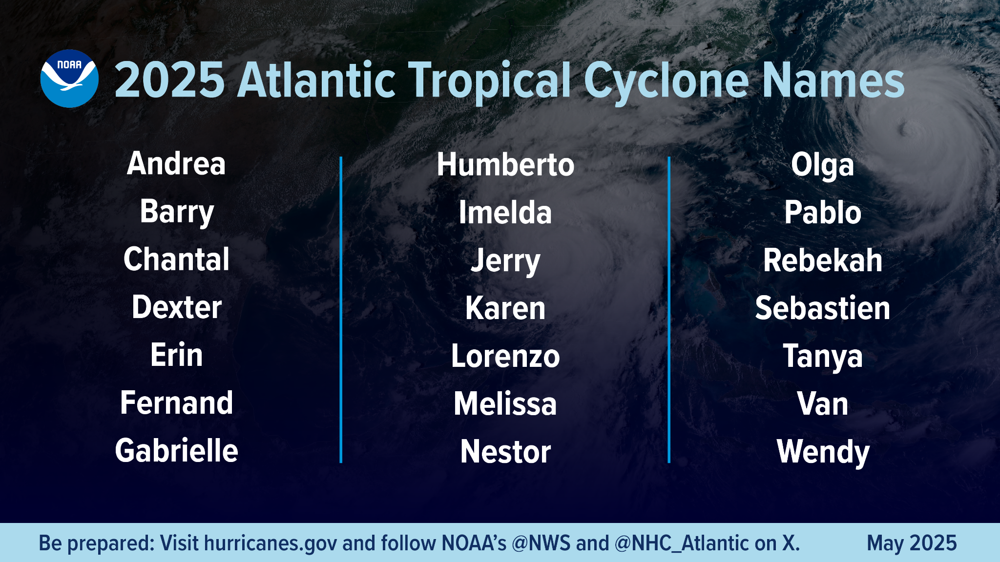 NOAA
2025 Atlantic Tropical Cyclone Names
Andrea
Barry
Chantal
Dexter
Erin
Fernand
Gabrielle
Humberto
Imelda
Jerry
Karen
Lorenzo
Melissa
Nestor
Olga
Pablo
Rebekah
Sebastien
Tanya
Van
Wendy
Be prepared: Visit hurricanes.gov and follow NOAA’s @NWS and @NHC_Atlantic on X.
May 2025